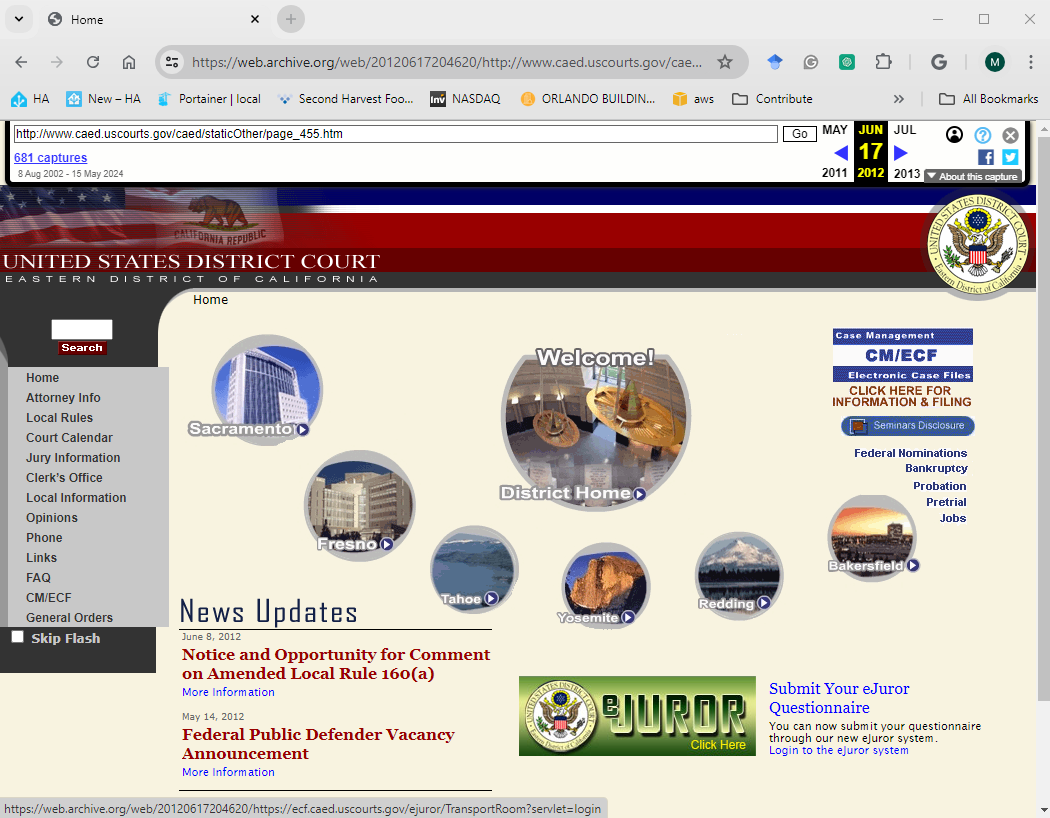 Home
https://web.archive.org/web/20120617204620/http://www.caed.uscourts.gov/cae...
M
HA
New – HA
Portainer | local
Second Harvest Foo...
Inv
NASDAQ
ORLANDO BUILDIN...
aws
Contribute
All Bookmarks
http://www.caed.uscourts.gov/caed/staticOther/page_455.htm
Go
MAY JUN JUL
681 captures
17
8 Aug 2002 - 15 May 2024
2011 2012 2013
About this capture
CALIFORNIA REPUBLIC
UNITED STATES DISTRICT COURT
EASTERN DISTRICT OF CALIFORNIA
UNITED STATES DISTRICT COURT
Eastern District of California
Home
Search
Home
Attorney Info
Local Rules
Court Calendar
Jury Information
Clerk's Office
Local Information
Opinions
Phone
Links
FAQ
CM/ECF
General Orders
Skip Flash
Sacramento
Fresno
Tahoe
Welcome!
District Home
Yosemite
Redding
Bakersfield
Case Management
CM/ECF
Electronic Case Files
CLICK HERE FOR
INFORMATION & FILING
Seminars Disclosure
Federal Nominations
Bankruptcy
Probation
Pretrial
Jobs
News Updates
June 8, 2012
Notice and Opportunity for Comment
on Amended Local Rule 160(a)
More Information
May 14, 2012
Federal Public Defender Vacancy
Announcement
More Information
eJUROR
Click Here
Submit Your eJuror
Questionnaire
You can now submit your questionnaire
through our new eJuror system.
Login to the eJuror system
https://web.archive.org/web/20120617204620/https://ecf.caed.uscourts.gov/ejuror/TransportRoom?servlet=login